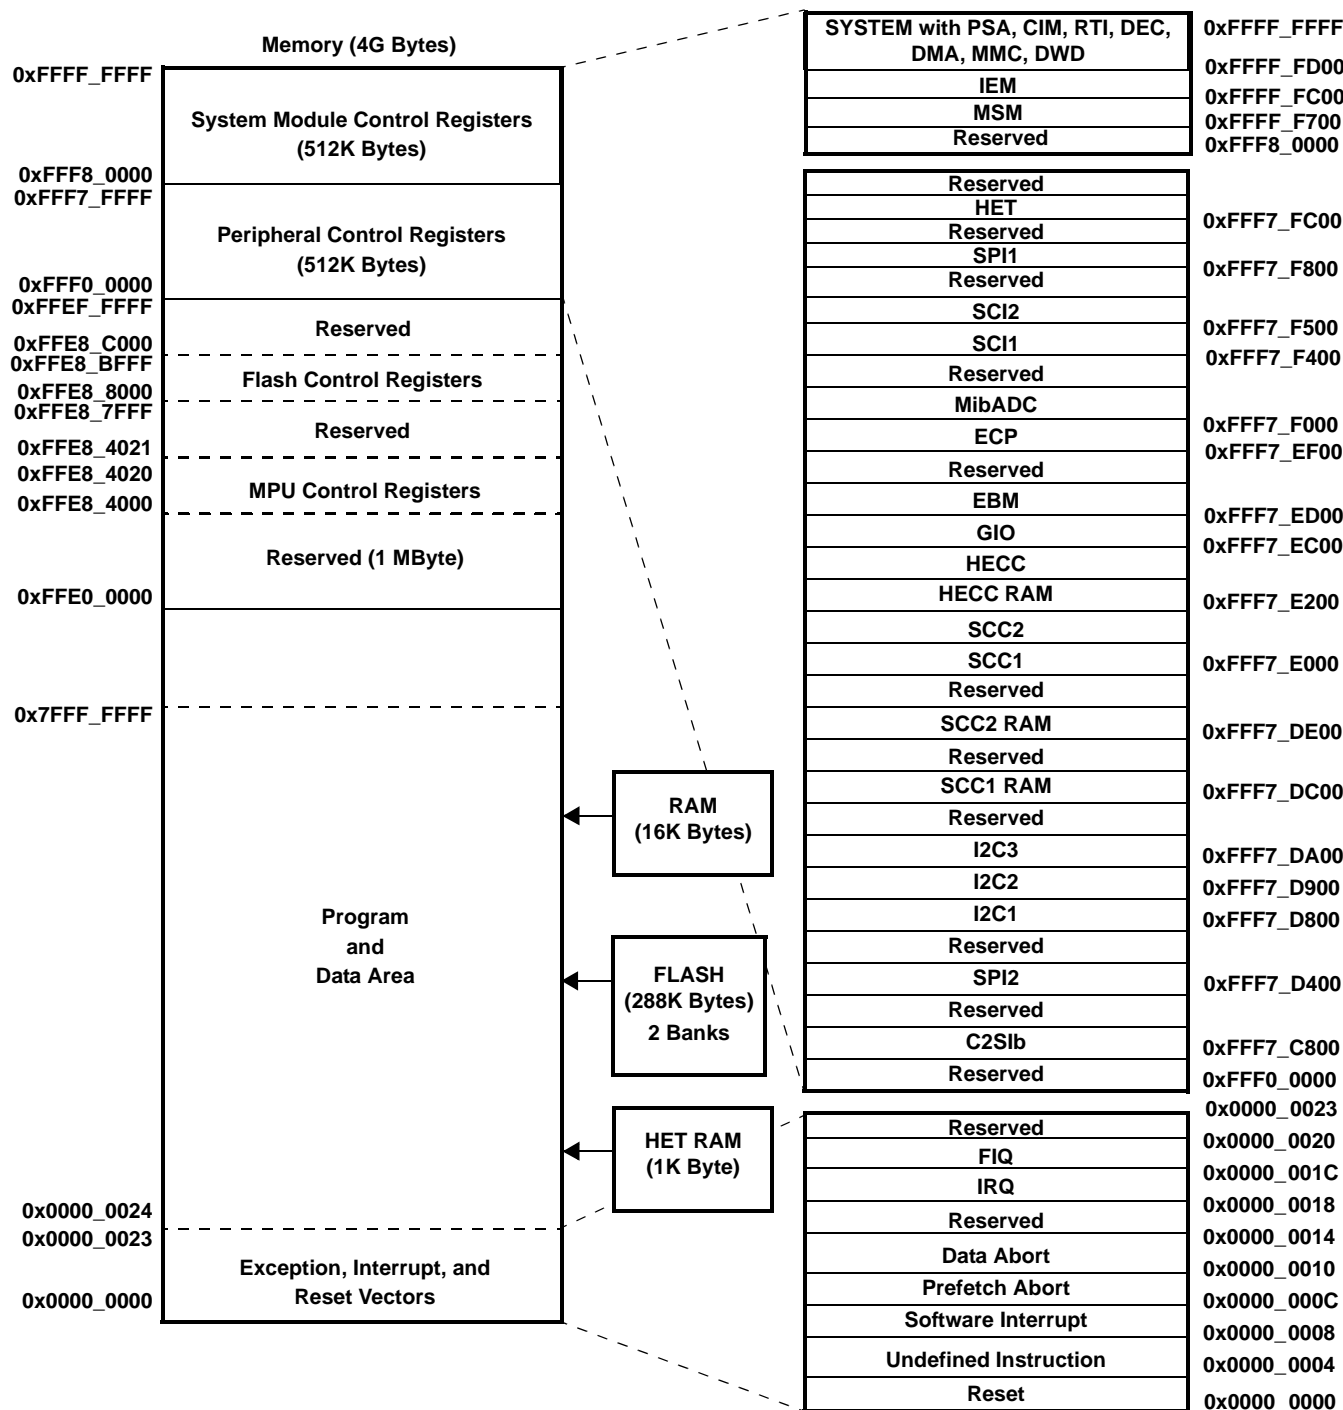 Memory (4G Bytes)
0xFFFF_FFFF
System Module Control Registers
(512K Bytes)
0xFFF8_0000
0xFFF7_FFFF
Peripheral Control Registers
(512K Bytes)
0xFFF0_0000
0xFFEF_FFFF
Reserved
0xFFE8_C000
0xFFE8_BFFF
Flash Control Registers
0xFFE8_8000
0xFFE8_7FFF
Reserved
0xFFE8_4021
0xFFE8_4020
MPU Control Registers
0xFFE8_4000
Reserved (1 MByte)
0xFFE0_0000
0x7FFF_FFFF
Program
and
Data Area
0x0000_0024
0x0000_0023
Exception, Interrupt, and
Reset Vectors
0x0000_0000
RAM
(16K Bytes)
FLASH
(288K Bytes)
2 Banks
HET RAM
(1K Byte)
SYSTEM with PSA, CIM, RTI, DEC,
DMA, MMC, DWD
0xFFFF_FFFF
0xFFFF_FD00
IEM
0xFFFF_FC00
MSM
0xFFFF_F700
Reserved
0xFFF8_0000
Reserved
HET
0xFFF7_FC00
Reserved
SPI1
0xFFF7_F800
Reserved
SCI2
0xFFF7_F500
SCI1
0xFFF7_F400
Reserved
MibADC
0xFFF7_F000
ECP
0xFFF7_EF00
Reserved
EBM
0xFFF7_ED00
GIO
0xFFF7_EC00
HECC
HECC RAM
0xFFF7_E200
SCC2
SCC1
0xFFF7_E000
Reserved
SCC2 RAM
0xFFF7_DE00
Reserved
SCC1 RAM
0xFFF7_DC00
Reserved
I2C3
0xFFF7_DA00
I2C2
0xFFF7_D900
I2C1
0xFFF7_D800
Reserved
SPI2
0xFFF7_D400
Reserved
C2SIb
0xFFF7_C800
Reserved
0xFFF0_0000
0x0000_0023
Reserved
0x0000_0020
FIQ
0x0000_001C
IRQ
0x0000_0018
Reserved
0x0000_0014
Data Abort
0x0000_0010
Prefetch Abort
0x0000_000C
Software Interrupt
0x0000_0008
Undefined Instruction
0x0000_0004
Reset
0x0000_0000